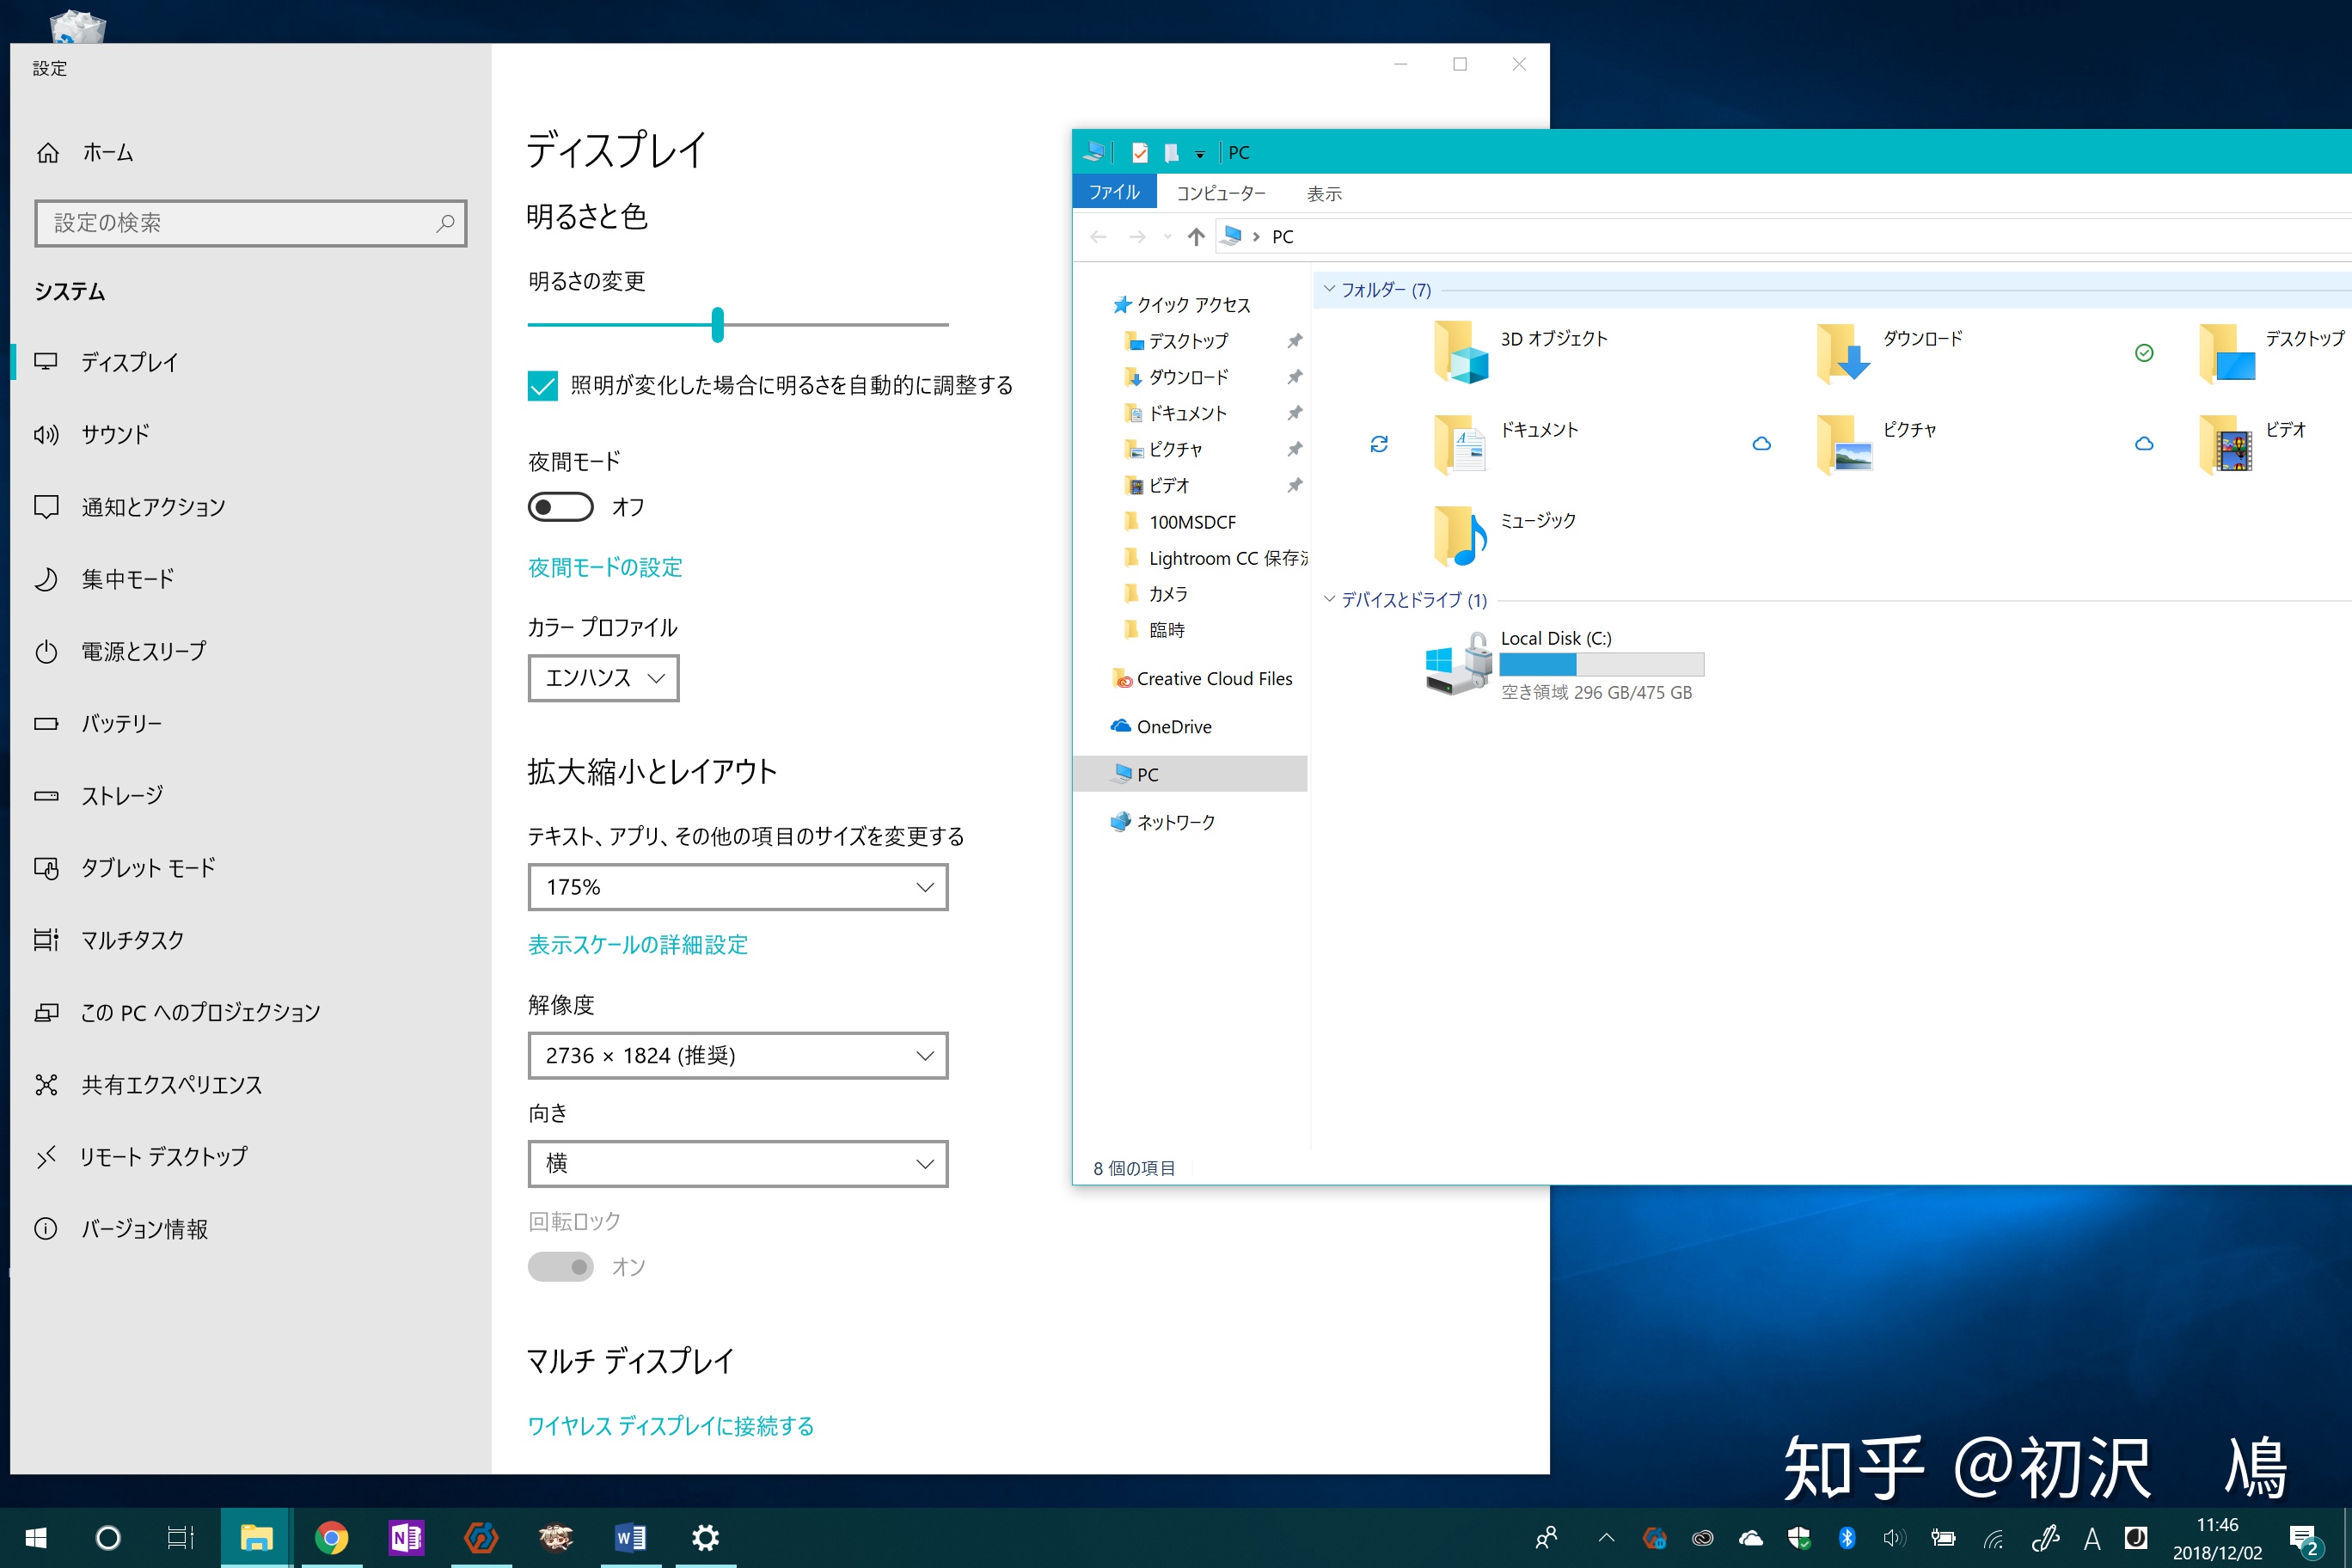 設定
ホーム
設定の検索
システム
ディスプレイ
サウンド
通知とアクション
集中モード
電源とスリープ
バッテリー
ストレージ
タブレット モード
マルチタスク
この PC へのプロジェクション
共有エクスペリエンス
リモート デスクトップ
バージョン情報
ディスプレイ
明るさと色
明るさの変更
照明が変化した場合に明るさを自動的に調整する
夜間モード
オフ
夜間モードの設定
カラー プロファイル
エンハンス
拡大縮小とレイアウト
テキスト、アプリ、その他の項目のサイズを変更する
175%
表示スケールの詳細設定
解像度
2736 × 1824 (推奨)
向き
横
回転ロック
オン
マルチ ディスプレイ
ワイヤレス ディスプレイに接続する
PC
ファイル コンピューター 表示
PC
クイック アクセス
デスクトップ
ダウンロード
ドキュメント
ピクチャ
ビデオ
100MSDCF
Lightroom CC 保存
カメラ
臨時
Creative Cloud Files
OneDrive
PC
ネットワーク
フォルダー (7)
3D オブジェクト ダウンロード デスクトップ
ドキュメント ピクチャ ビデオ
ミュージック
デバイスとドライブ (1)
Local Disk (C:)
空き領域 296 GB/475 GB
8 個の項目
知乎 @初沢 鳰
A
11:46
2018/12/02
2